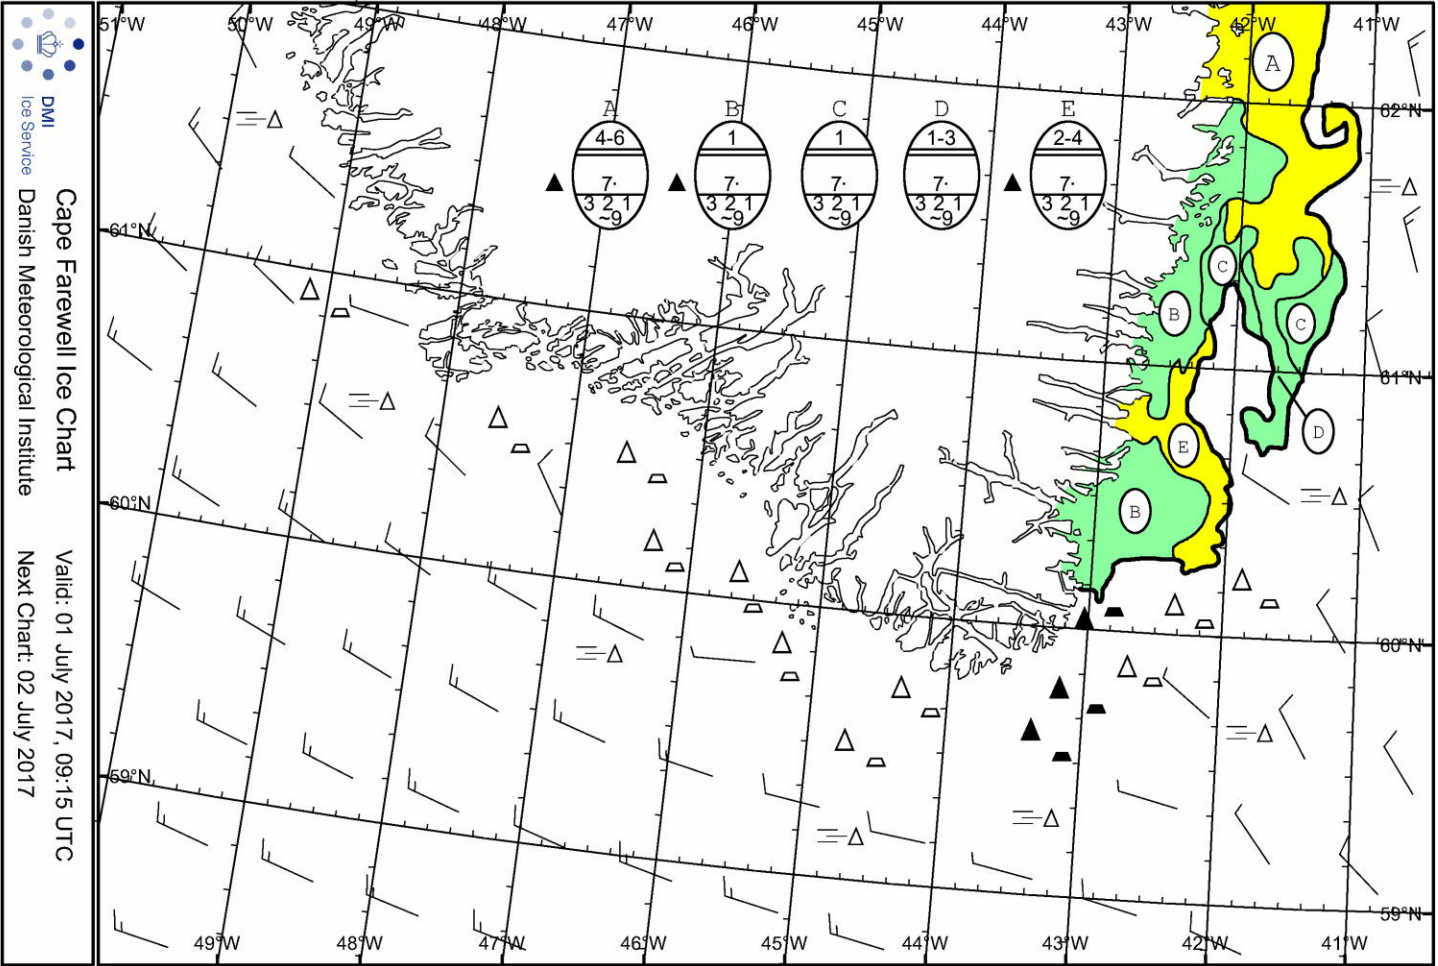 DMI
Ice Service
Cape Farewell Ice Chart
Danish Meteorological Institute
Valid: 01 July 2017, 09:15 UTC
Next Chart: 02 July 2017
51°W 50°W 49°W 48°W 47°W 46°W 45°W 44°W 43°W 42°W 41°W
A
62°N
A B C D E
4-6 1 1 1-3 2-4
7· 7· 7· 7· 7·
3 2 1 3 2 1 3 2 1 3 2 1 3 2 1
~9 ~9 ~9 ~9 ~9
61°N
C
B
C
61°N
D
E
60°N
B
60°N
59°N
59°N
49°W 48°W 47°W 46°W 45°W 44°W 43°W 42°W 41°W